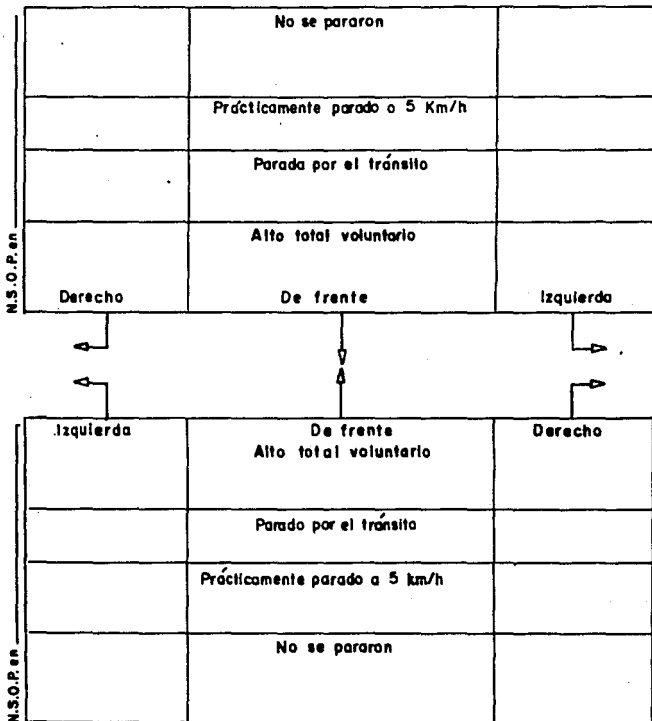 No se pararon
Prácticamente parado o 5 Km/h
Parada por el tránsito
Alto total voluntario
Derecho De frente Izquierda
N.S.O.P. en
Izquierda De frente Derecho
Alto total voluntario
Parado por el tránsito
Prácticamente parado a 5 km/h
No se pararon
N.S.O.P. en